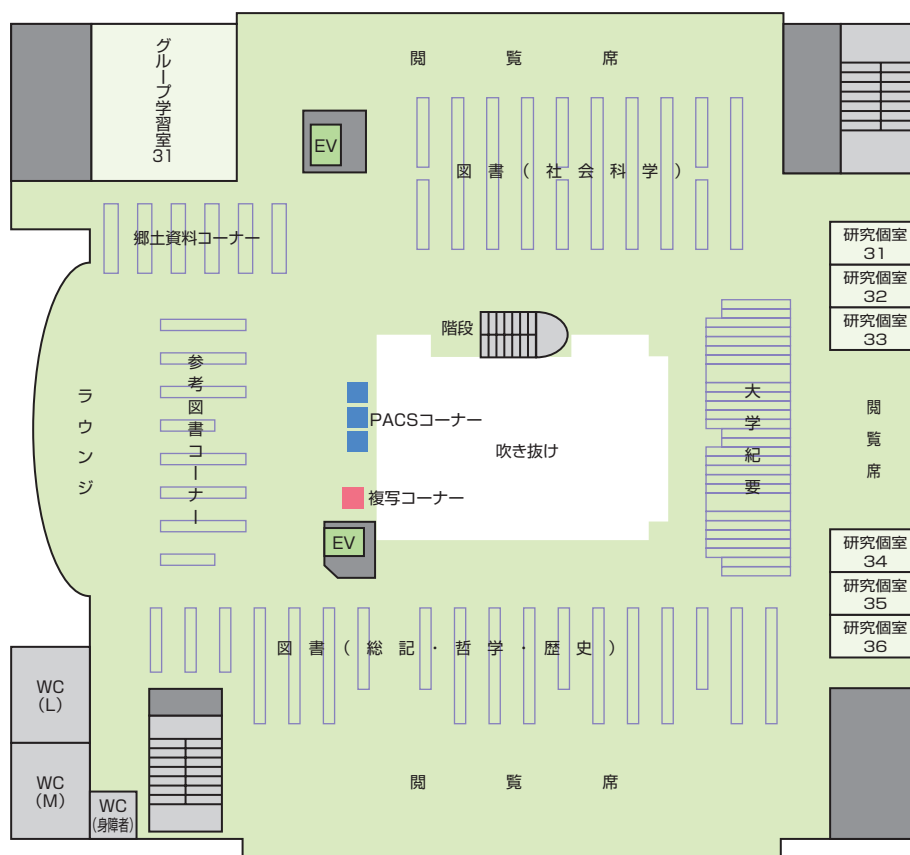 閲覧席
グループ学習室31
EV
図書(社会科学)
郷土資料コーナー
研究個室
31
研究個室
32
研究個室
33
階段
参考図書コーナー
ラウンジ
PACSコーナー
吹き抜け
大学紀要
閲覧席
複写コーナー
EV
研究個室
34
研究個室
35
研究個室
36
図書(総記・哲学・歴史)
WC
(L)
WC
(M)
WC
(身障者)
閲覧席